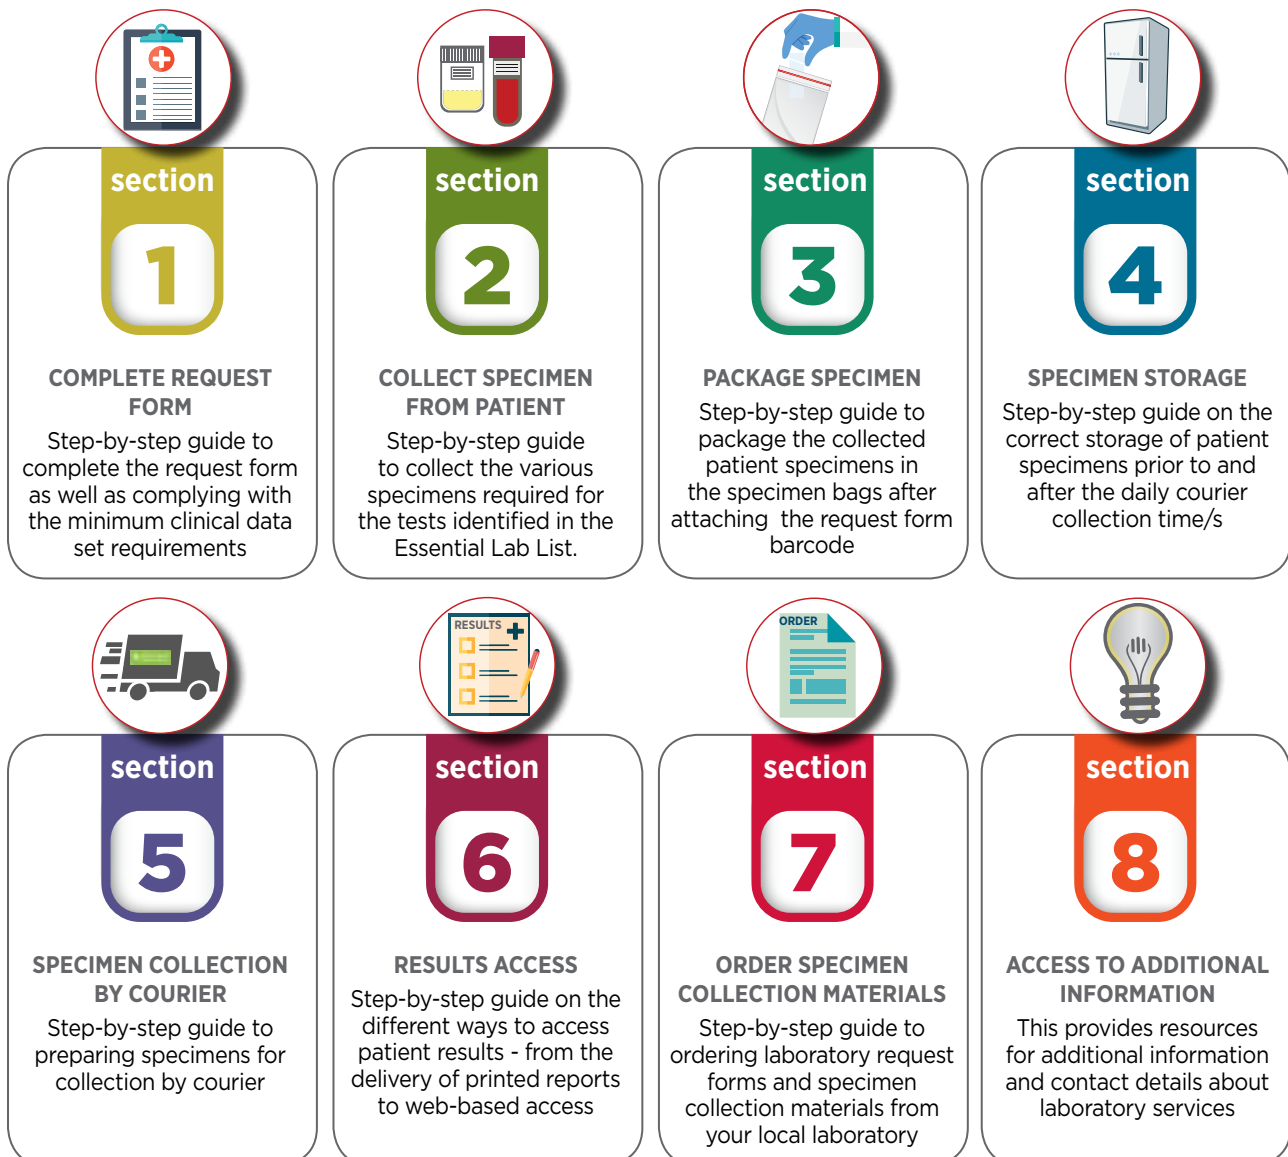 section
1
COMPLETE REQUEST
FORM
Step-by-step guide to
complete the request form
as well as complying with
the minimum clinical data
set requirements
section
2
COLLECT SPECIMEN
FROM PATIENT
Step-by-step guide
to collect the various
specimens required for
the tests identified in the
Essential Lab List.
section
3
PACKAGE SPECIMEN
Step-by-step guide to
package the collected
patient specimens in
the specimen bags after
attaching the request form
barcode
section
4
SPECIMEN STORAGE
Step-by-step guide on the
correct storage of patient
specimens prior to and
after the daily courier
collection time/s
section
5
SPECIMEN COLLECTION
BY COURIER
Step-by-step guide to
preparing specimens for
collection by courier
RESULTS
section
6
RESULTS ACCESS
Step-by-step guide on the
different ways to access
patient results - from the
delivery of printed reports
to web-based access
ORDER
section
7
ORDER SPECIMEN
COLLECTION MATERIALS
Step-by-step guide to
ordering laboratory request
forms and specimen
collection materials from
your local laboratory
section
8
ACCESS TO ADDITIONAL
INFORMATION
This provides resources
for additional information
and contact details about
laboratory services